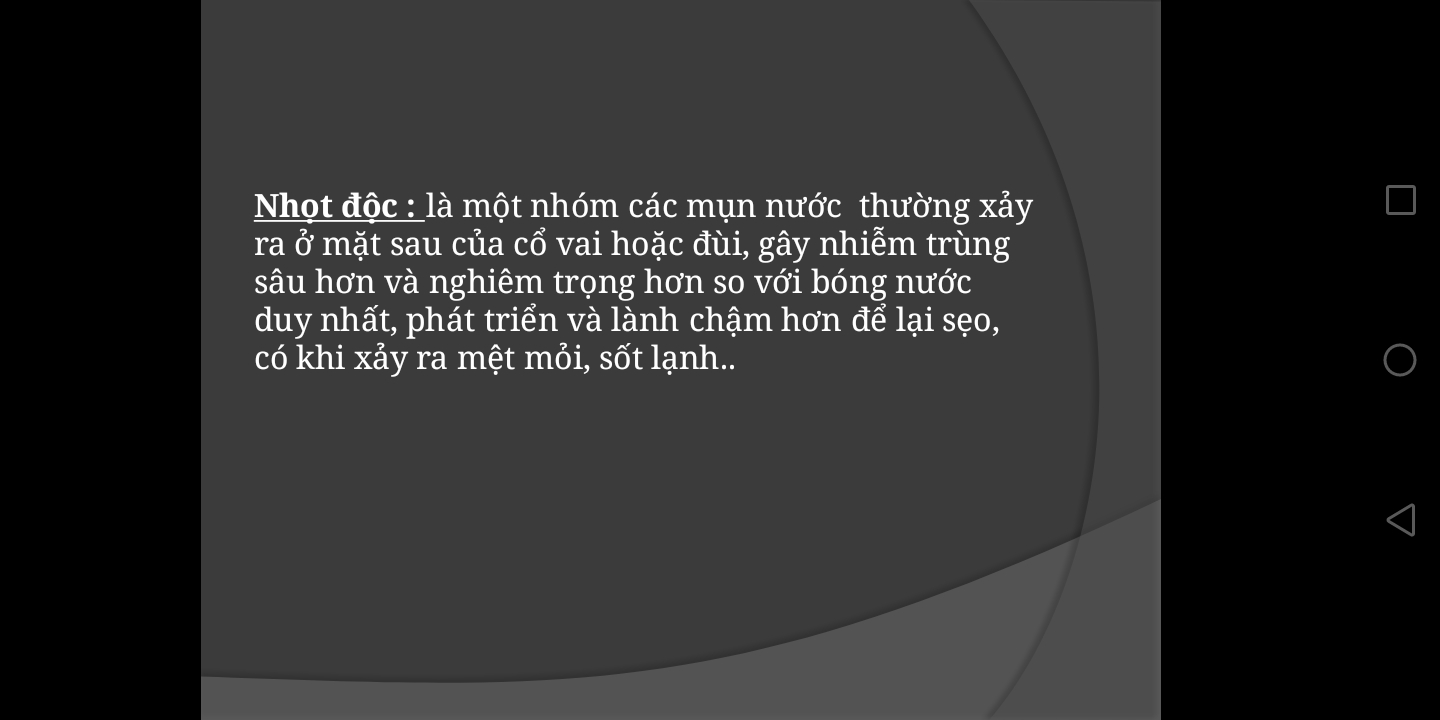 Nhọt độc : là một nhóm các mụn nước  thường xảy
ra ở mặt sau của cổ vai hoặc đùi, gây nhiễm trùng
sâu hơn và nghiêm trọng hơn so với bóng nước
duy nhất, phát triển và lành chậm hơn để lại sẹo,
có khi xảy ra mệt mỏi, sốt lạnh..